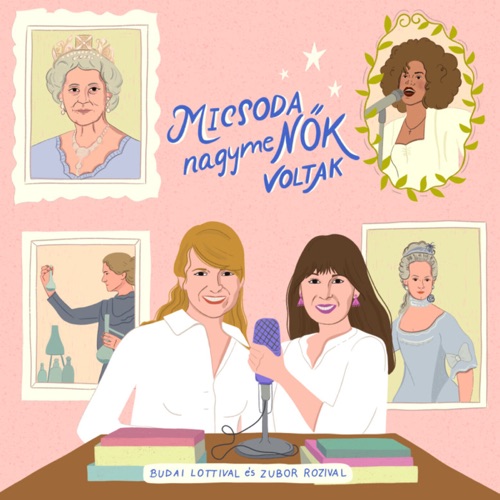 MICSODA
nagymeNŐK
VOLTAK
BUDAI LOTTIVAL és ZUBOR ROZIVAL